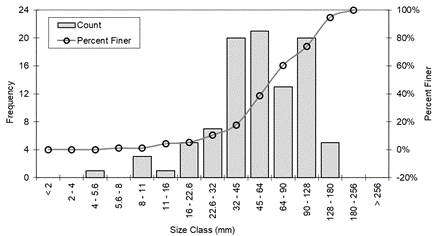 24
20
16
12
8
4
0
Frequency
Count
Percent Finer
100%
80%
60%
40%
20%
0%
-20%
Percent Finer
< 2
2 - 4
4 - 5.6
5.6 - 8
8 - 11
11 - 16
16 - 22.6
22.6 - 32
32 - 45
45 - 64
64 - 90
90 - 128
128 - 180
180 - 256
> 256
Size Class (mm)